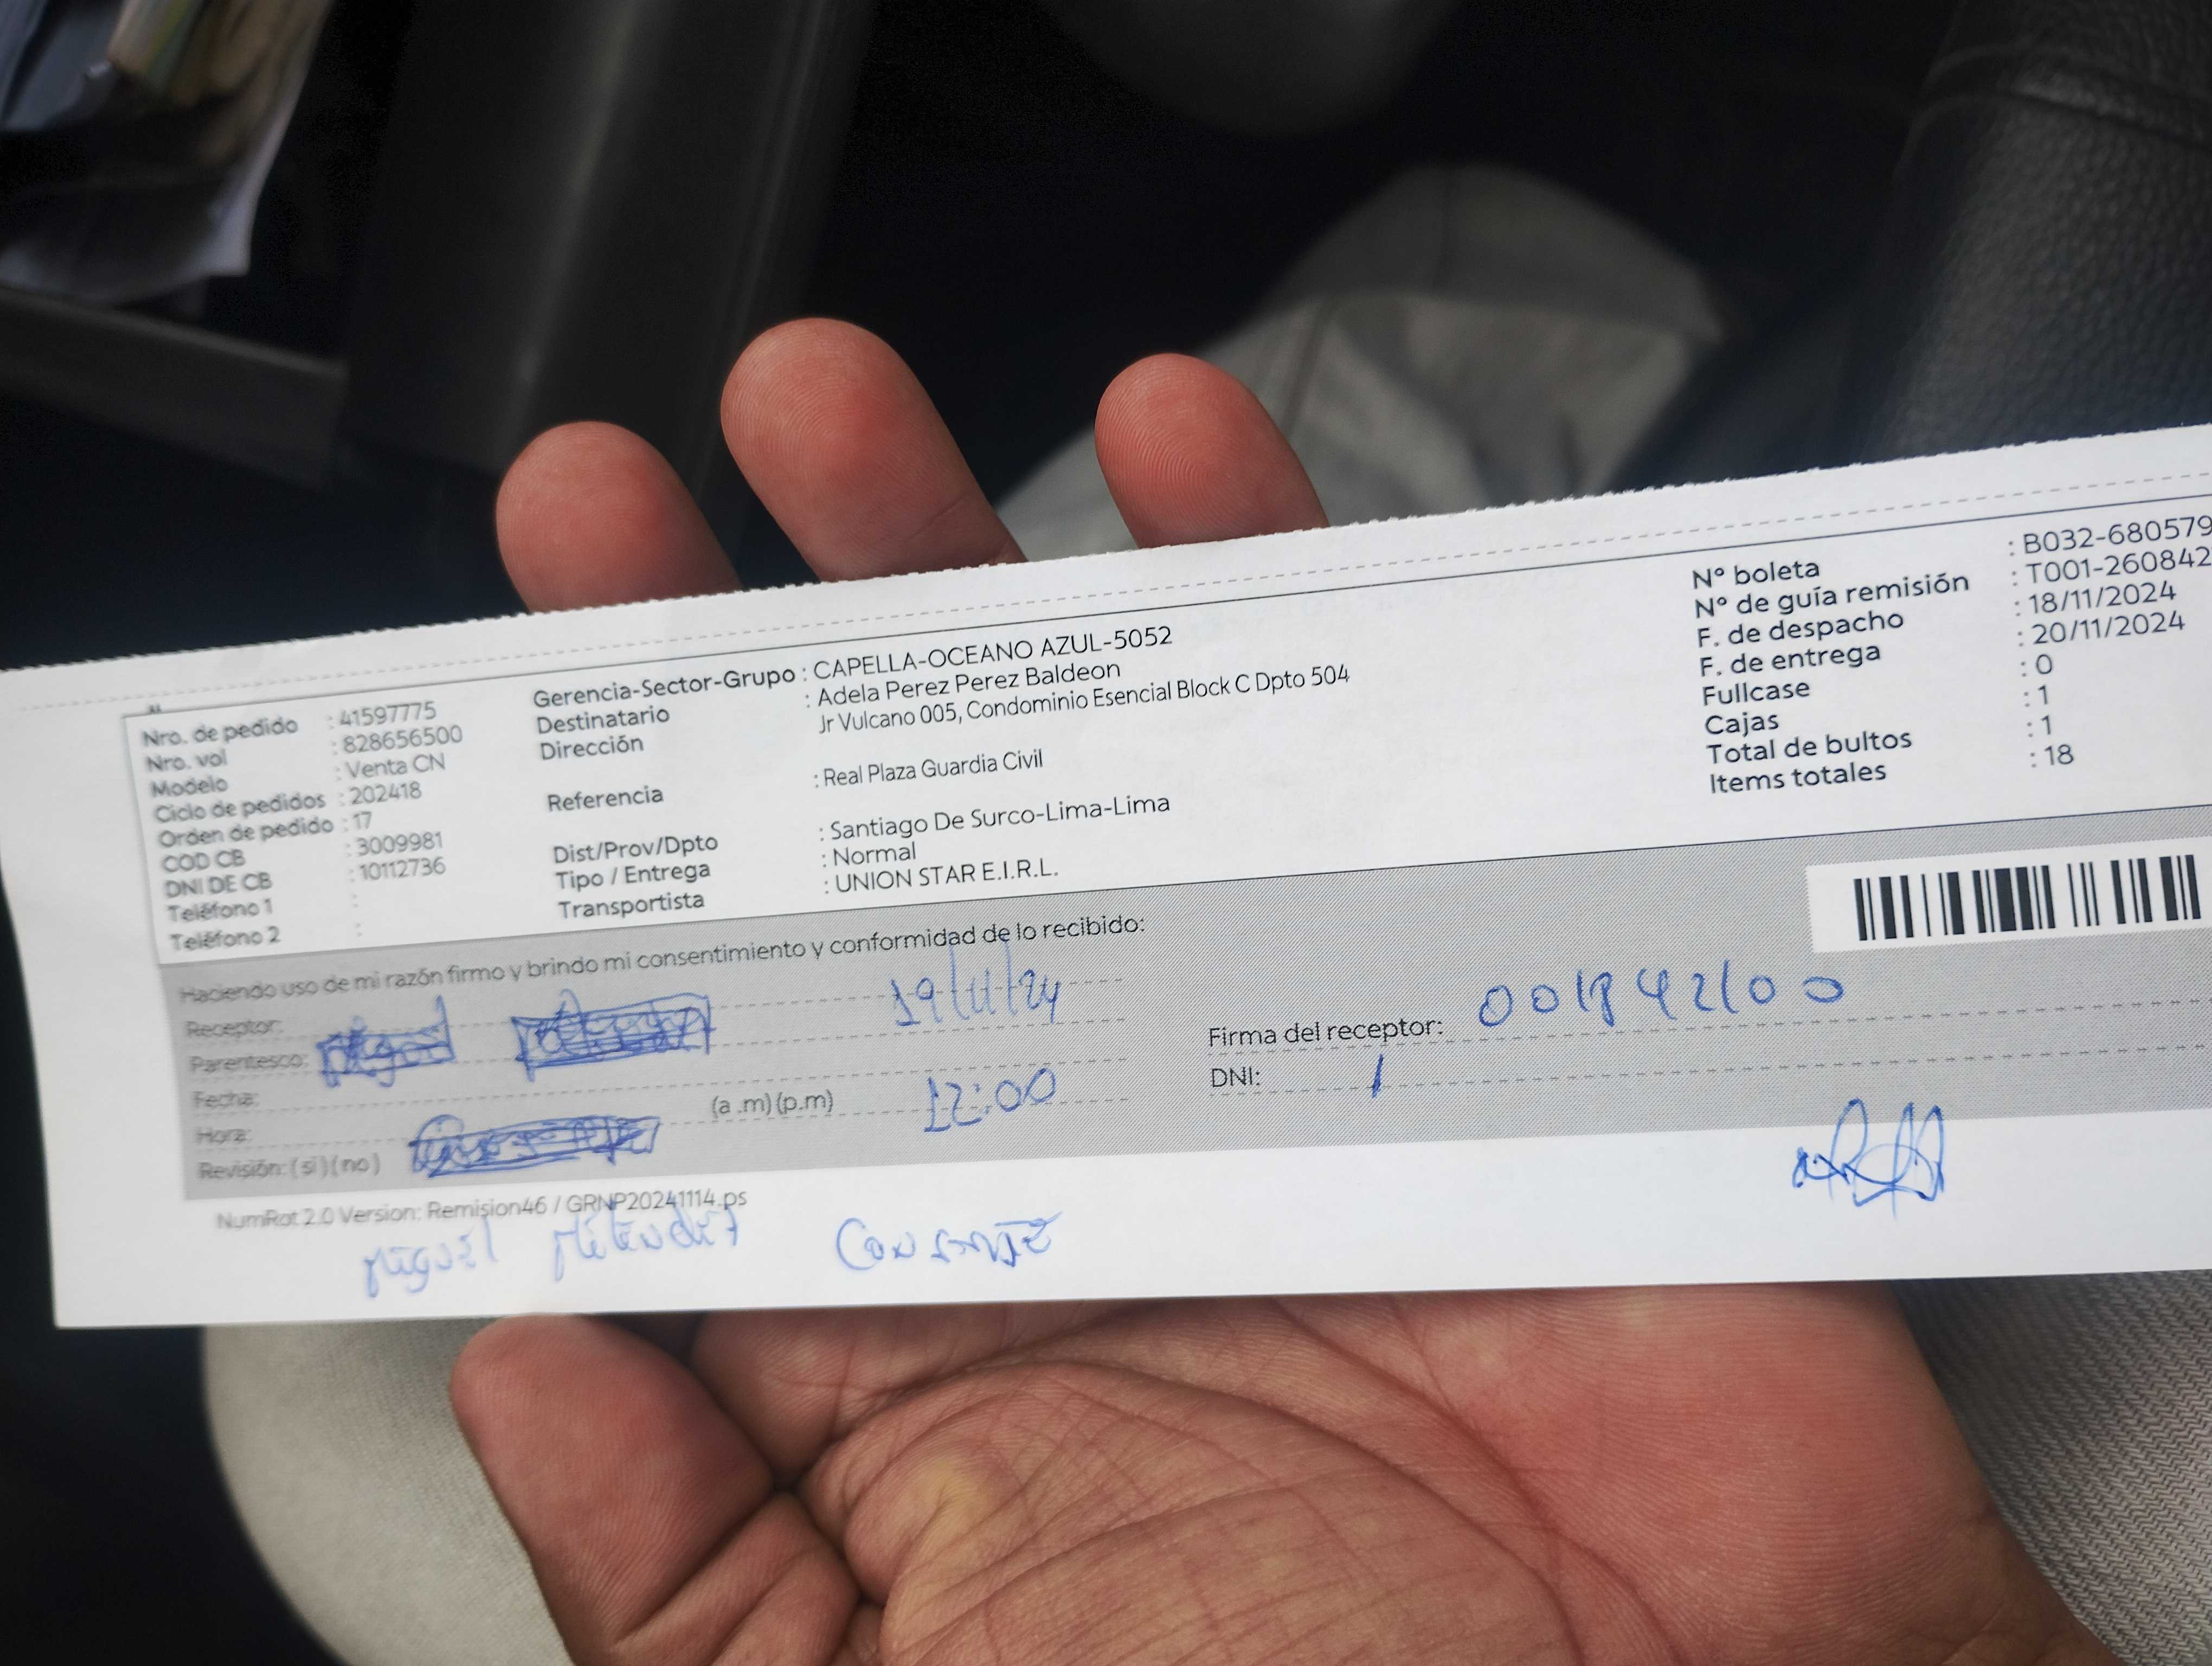 Nro. de pedido : 41597775
Nro. vol : 828656500
Modelo : Venta CN
Ciclo de pedidos : 202418
Orden de pedido : 17
COD CB : 3009981
DNI DE CB : 10112736
Teléfono 1 :
Teléfono 2 :
Gerencia-Sector-Grupo : CAPELLA-OCEANO AZUL-5052
Destinatario : Adela Perez Perez Baldeon
Dirección Jr Vulcano 005, Condominio Esencial Block C Dpto 504
Referencia : Real Plaza Guardia Civil
Dist/Prov/Dpto : Santiago De Surco-Lima-Lima
Tipo / Entrega : Normal
Transportista : UNION STAR E.I.R.L.
N° boleta : B032-680579
N° de guía remisión : T001-260842
F. de despacho : 18/11/2024
F. de entrega : 20/11/2024
Fullcase : 0
Cajas : 1
Total de bultos : 1
Items totales : 18
Haciendo uso de mi razón firmo y brindo mi consentimiento y conformidad de lo recibido:
Receptor:
Parentesco:
19/11/24
Fecha:
Hora: (a .m) (p.m) 12:00
Revisión: ( si ) ( no )
Firma del receptor:
DNI:
NumRot 2.0 Version: Remision46 / GRNP20241114.ps
Miguel